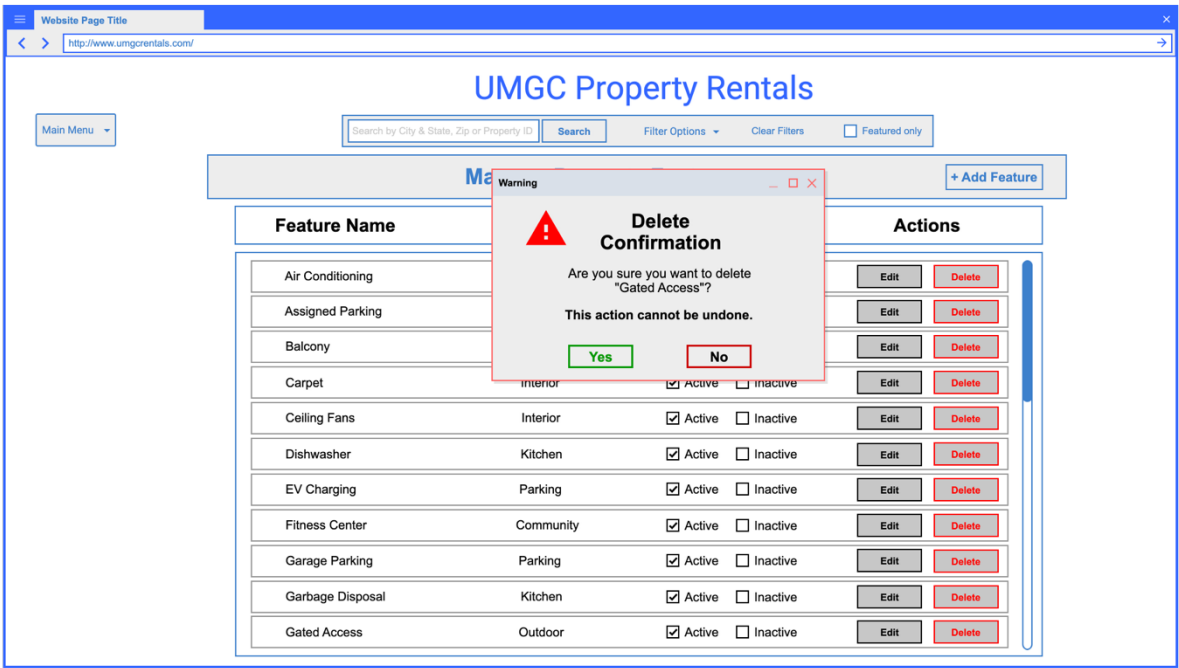 Website Page Title
http://www.umgcrentals.com/
UMGC Property Rentals
Main Menu
Search by City & State, Zip or Property ID Search Filter Options Clear Filters Featured only
+ Add Feature
Warning
Delete
Confirmation
Are you sure you want to delete
"Gated Access"?
This action cannot be undone.
Yes No
Feature Name Actions
Air Conditioning Edit Delete
Assigned Parking Edit Delete
Balcony Edit Delete
Carpet Interior Active Inactive Edit Delete
Ceiling Fans Interior Active Inactive Edit Delete
Dishwasher Kitchen Active Inactive Edit Delete
EV Charging Parking Active Inactive Edit Delete
Fitness Center Community Active Inactive Edit Delete
Garage Parking Parking Active Inactive Edit Delete
Garbage Disposal Kitchen Active Inactive Edit Delete
Gated Access Outdoor Active Inactive Edit Delete